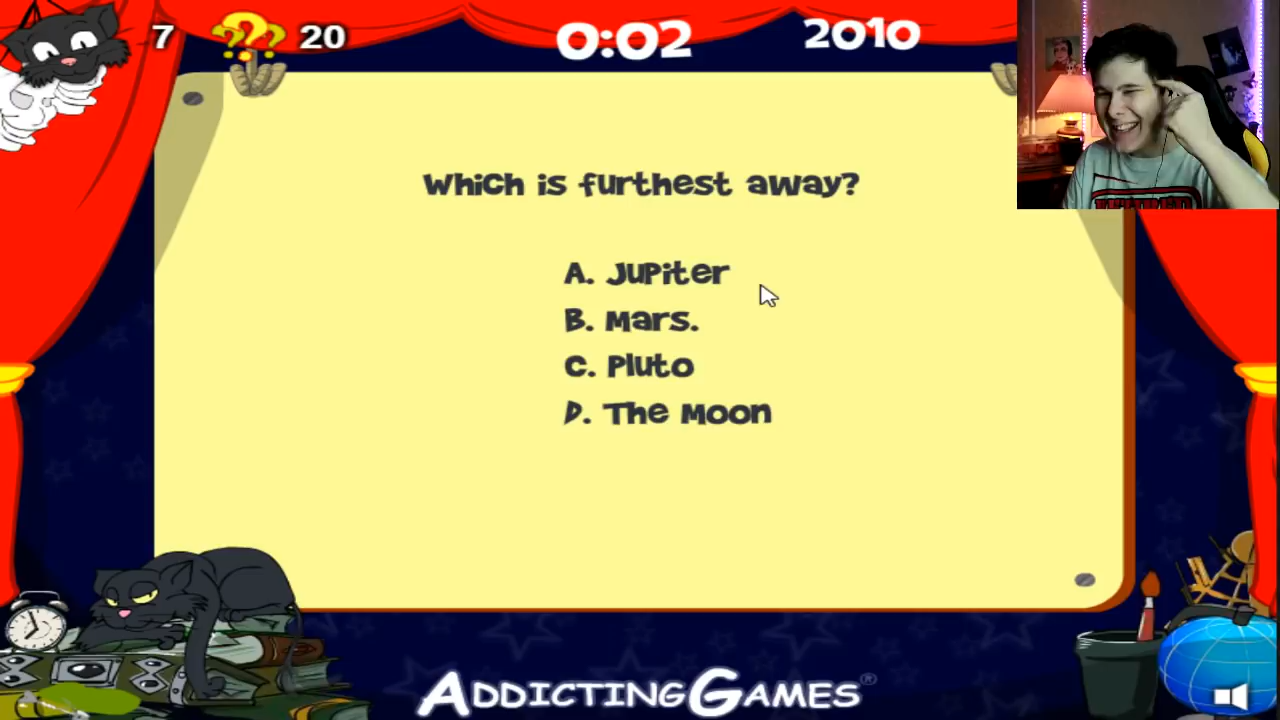 7
20
0:02
2010
Which is furthest away?
A. Jupiter
B. Mars.
C. Pluto
D. The Moon
ADDICTINGGAMES®